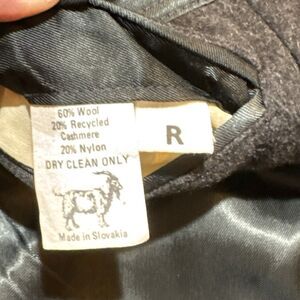 60% Wool
20% Recycled
Cashmere
20% Nylon
DRY CLEAN ONLY
Made in Slovakia
R